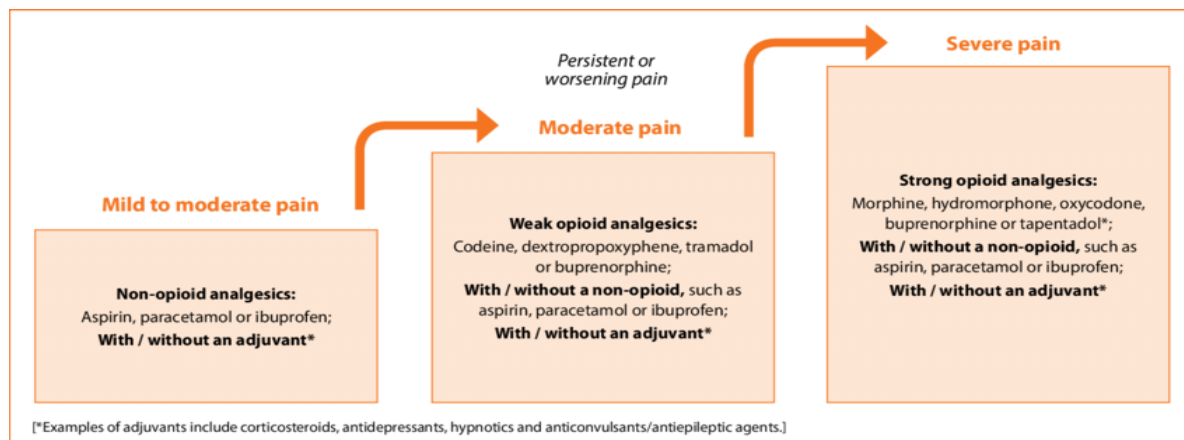 Mild to moderate pain
Non-opioid analgesics:
Aspirin, paracetamol or ibuprofen;
With / without an adjuvant*
Persistent or
worsening pain
Moderate pain
Weak opioid analgesics:
Codeine, dextropropoxyphene, tramadol
or buprenorphine;
With / without a non-opioid, such as
aspirin, paracetamol or ibuprofen;
With / without an adjuvant*
Severe pain
Strong opioid analgesics:
Morphine, hydromorphone, oxycodone,
buprenorphine or tapentadol*;
With / without a non-opioid, such as
aspirin, paracetamol or ibuprofen;
With / without an adjuvant*
[*Examples of adjuvants include corticosteroids, antidepressants, hypnotics and anticonvulsants/antiepileptic agents.]